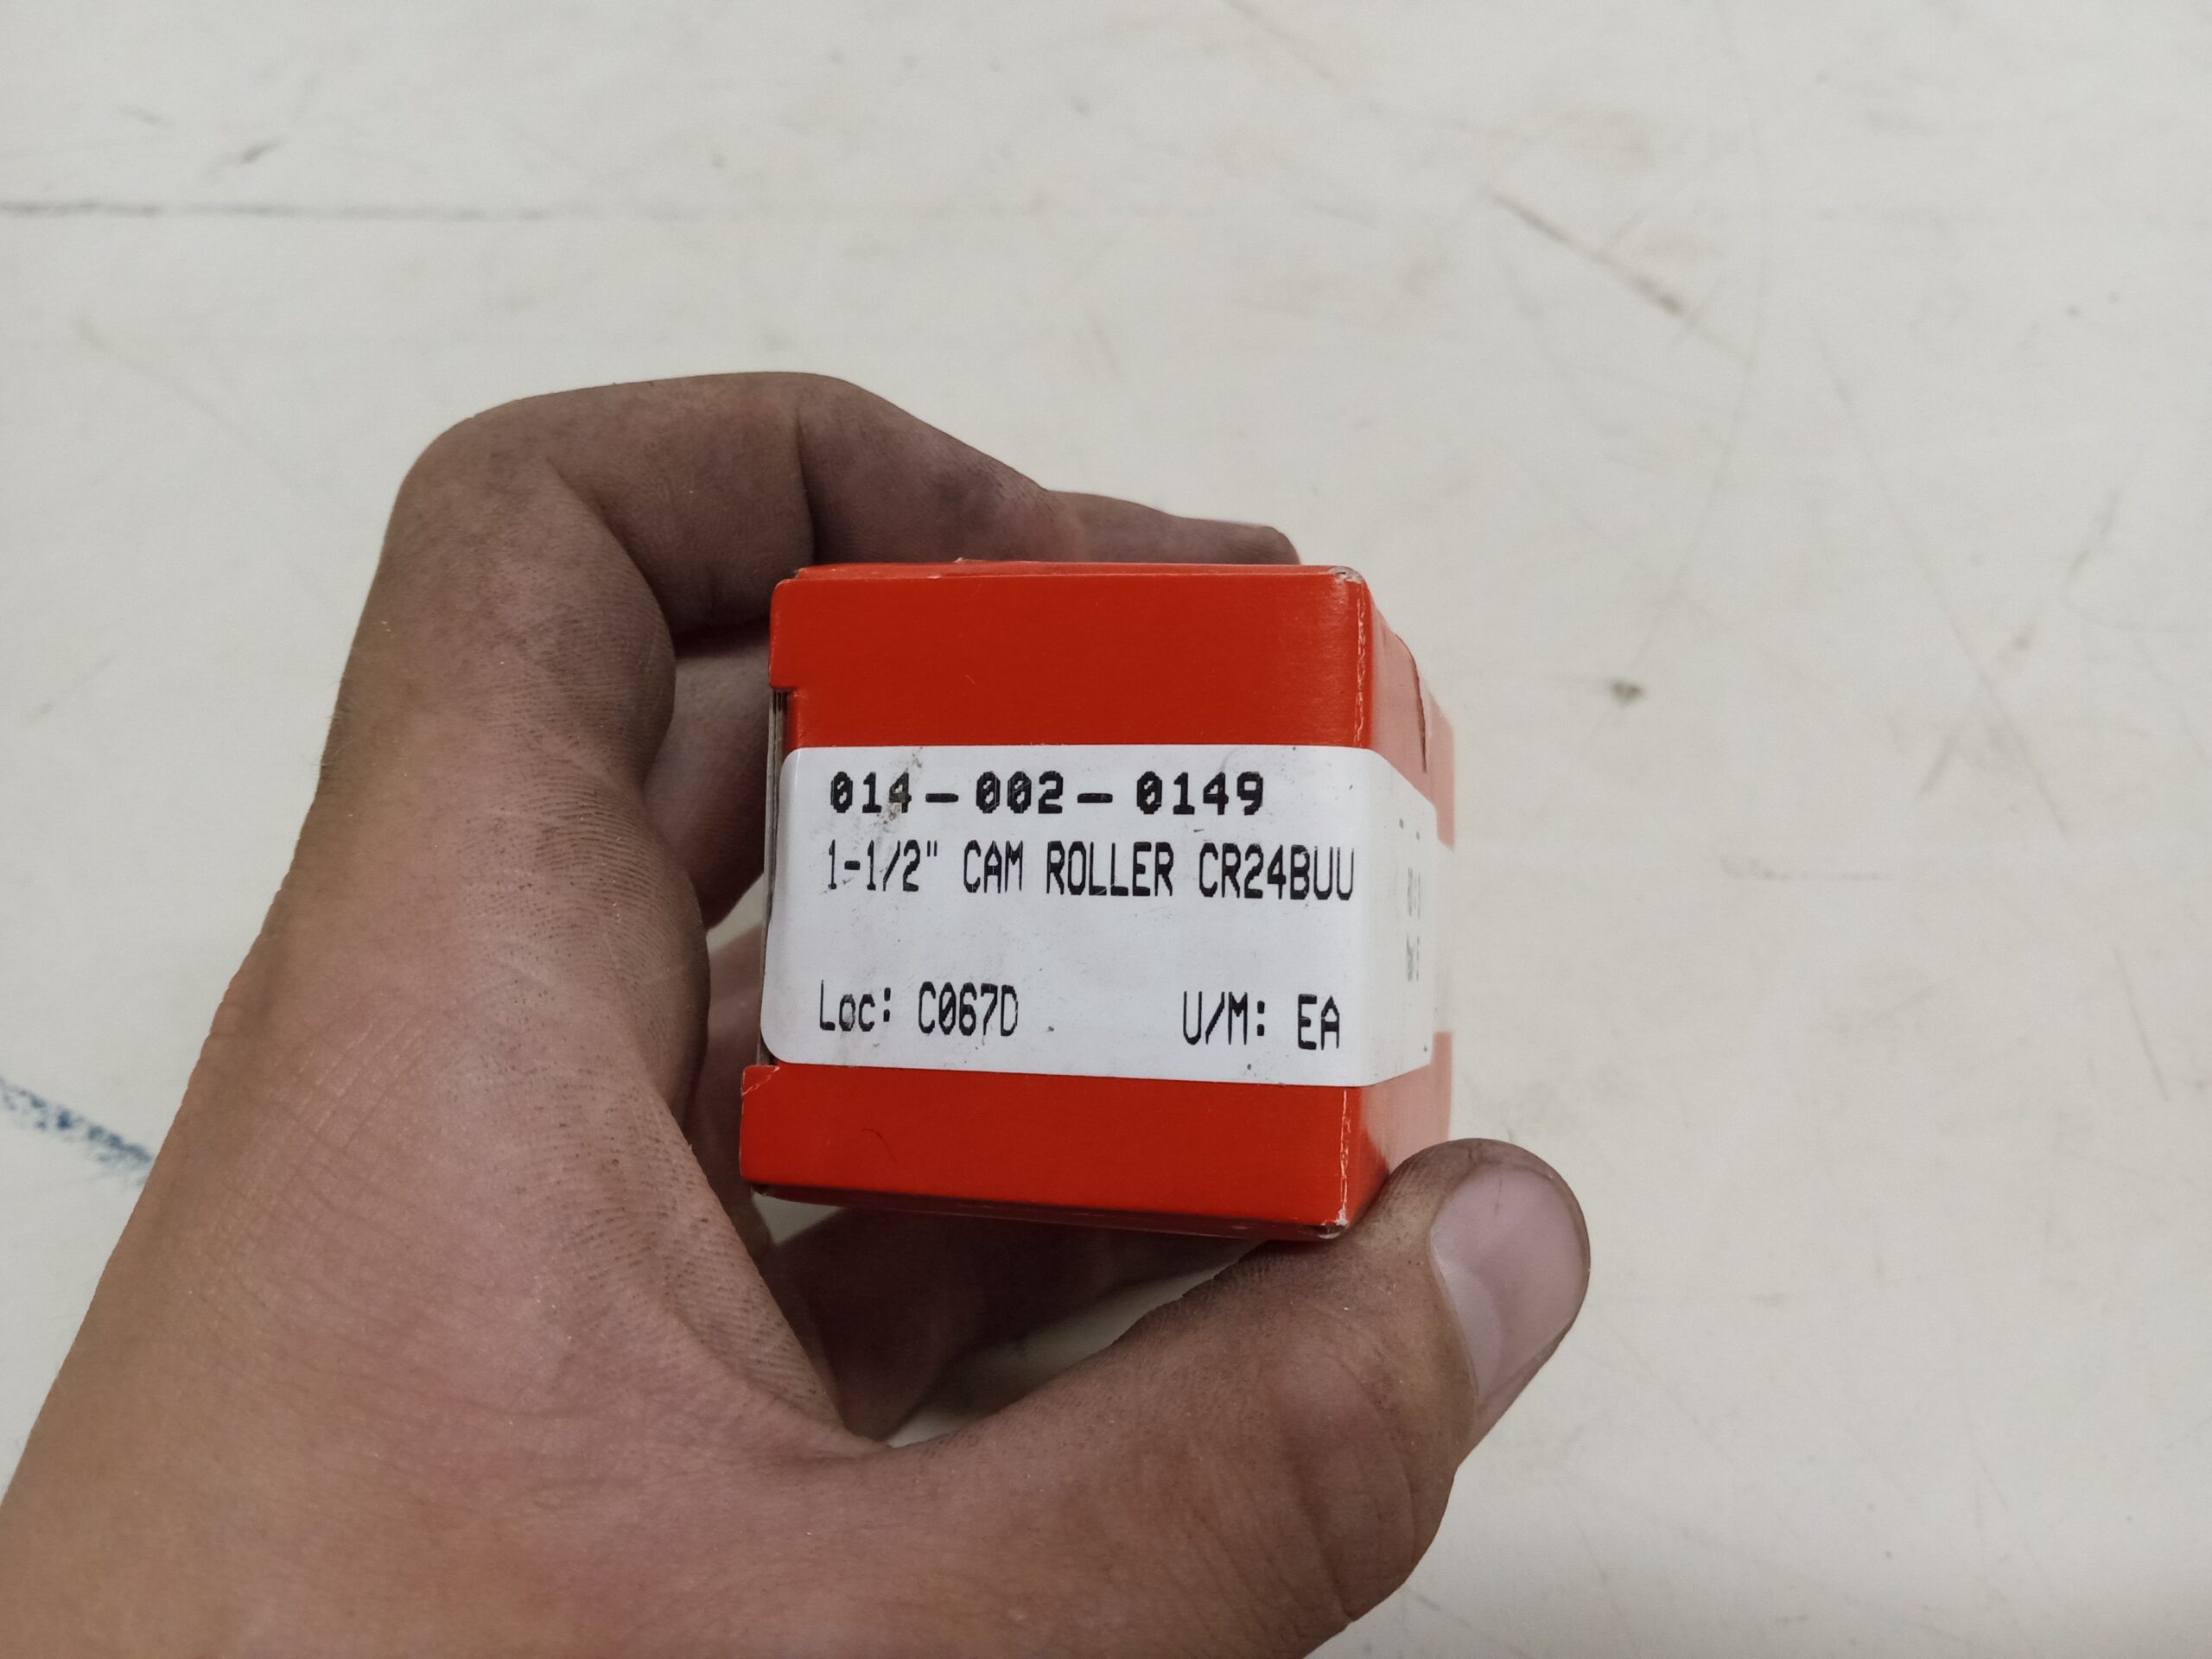 014-002-0149
1-1/2" CAM ROLLER CR24BUU
Loc: C067D U/M: EA